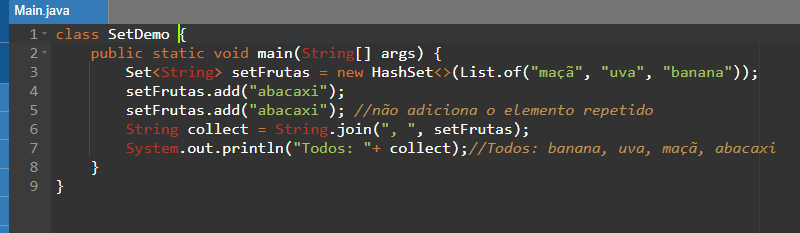 Main.java
1 class SetDemo {
2 public static void main(String[] args) {
3 Set<String> setFrutas = new HashSet<>(List.of("maçã", "uva", "banana"));
4 setFrutas.add("abacaxi");
5 setFrutas.add("abacaxi"); //não adiciona o elemento repetido
6 String collect = String.join(", ", setFrutas);
7 System.out.println("Todos: "+ collect);//Todos: banana, uva, maçã, abacaxi
8 }
9 }